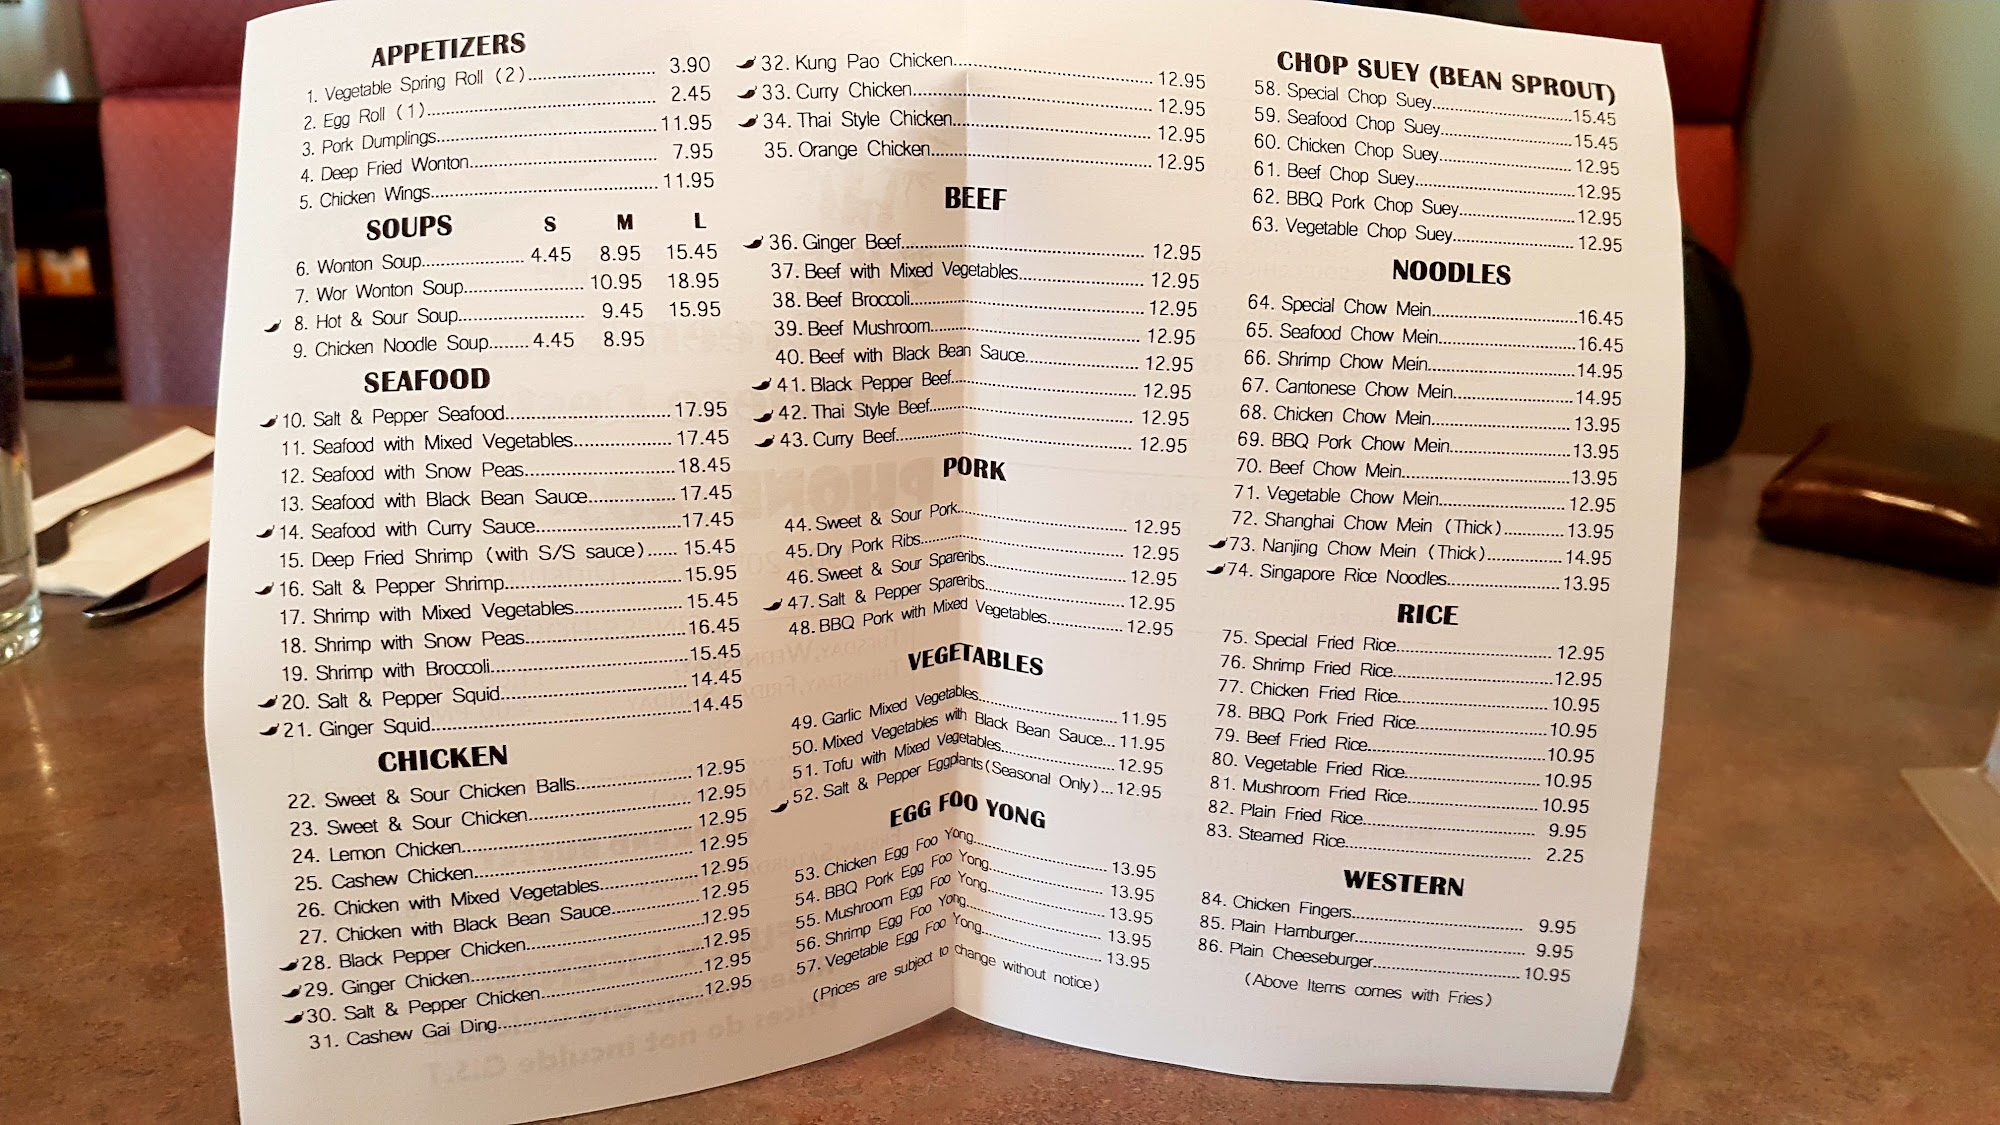 APPETIZERS
1. Vegetable Spring Roll (2)............ 3.90
2. Egg Roll (1)............ 2.45
3. Pork Dumplings............ 11.95
4. Deep Fried Wonton............ 7.95
5. Chicken Wings............ 11.95
SOUPS S M L
6. Wonton Soup............ 4.45 8.95 15.45
7. Wor Wonton Soup............ 10.95 18.95
8. Hot & Sour Soup............ 9.45 15.95
9. Chicken Noodle Soup........ 4.45 8.95
SEAFOOD
10. Salt & Pepper Seafood............ 17.95
11. Seafood with Mixed Vegetables............ 17.45
12. Seafood with Snow Peas............ 18.45
13. Seafood with Black Bean Sauce............ 17.45
14. Seafood with Curry Sauce............ 17.45
15. Deep Fried Shrimp (with S/S sauce)...... 15.45
16. Salt & Pepper Shrimp............ 15.95
17. Shrimp with Mixed Vegetables............ 15.45
18. Shrimp with Snow Peas............ 16.45
19. Shrimp with Broccoli............ 15.45
20. Salt & Pepper Squid............ 14.45
21. Ginger Squid............ 14.45
CHICKEN
22. Sweet & Sour Chicken Balls............ 12.95
23. Sweet & Sour Chicken............ 12.95
24. Lemon Chicken............ 12.95
25. Cashew Chicken............ 12.95
26. Chicken with Mixed Vegetables............ 12.95
27. Chicken with Black Bean Sauce............ 12.95
28. Black Pepper Chicken............ 12.95
29. Ginger Chicken............ 12.95
30. Salt & Pepper Chicken............ 12.95
31. Cashew Gai Ding............ 12.95
32. Kung Pao Chicken............ 12.95
33. Curry Chicken............ 12.95
34. Thai Style Chicken............ 12.95
35. Orange Chicken............ 12.95
BEEF
36. Ginger Beef............ 12.95
37. Beef with Mixed Vegetables............ 12.95
38. Beef Broccoli............ 12.95
39. Beef Mushroom............ 12.95
40. Beef with Black Bean Sauce............ 12.95
41. Black Pepper Beef............ 12.95
42. Thai Style Beef............ 12.95
43. Curry Beef............ 12.95
PORK
44. Sweet & Sour Pork............ 12.95
45. Dry Pork Ribs............ 12.95
46. Sweet & Sour Spareribs............ 12.95
47. Salt & Pepper Spareribs............ 12.95
48. BBQ Pork with Mixed Vegetables............ 12.95
VEGETABLES
49. Garlic Mixed Vegetables............ 11.95
50. Mixed Vegetables with Black Bean Sauce... 11.95
51. Tofu with Mixed Vegetables............ 12.95
52. Salt & Pepper Eggplants(Seasonal Only)... 12.95
EGG FOO YONG
53. Chicken Egg Foo Yong............ 13.95
54. BBQ Pork Egg Foo Yong............ 13.95
55. Mushroom Egg Foo Yong............ 13.95
56. Shrimp Egg Foo Yong............ 13.95
57. Vegetable Egg Foo Yong............ 13.95
(Prices are subject to change without notice)
CHOP SUEY (BEAN SPROUT)
58. Special Chop Suey............ 15.45
59. Seafood Chop Suey............ 15.45
60. Chicken Chop Suey............ 12.95
61. Beef Chop Suey............ 12.95
62. BBQ Pork Chop Suey............ 12.95
63. Vegetable Chop Suey............ 12.95
NOODLES
64. Special Chow Mein............ 16.45
65. Seafood Chow Mein............ 16.45
66. Shrimp Chow Mein............ 14.95
67. Cantonese Chow Mein............ 14.95
68. Chicken Chow Mein............ 13.95
69. BBQ Pork Chow Mein............ 13.95
70. Beef Chow Mein............ 13.95
71. Vegetable Chow Mein............ 12.95
72. Shanghai Chow Mein (Thick)............ 13.95
73. Nanjing Chow Mein (Thick)............ 14.95
74. Singapore Rice Noodles............ 13.95
RICE
75. Special Fried Rice............ 12.95
76. Shrimp Fried Rice............ 12.95
77. Chicken Fried Rice............ 10.95
78. BBQ Pork Fried Rice............ 10.95
79. Beef Fried Rice............ 10.95
80. Vegetable Fried Rice............ 10.95
81. Mushroom Fried Rice............ 10.95
82. Plain Fried Rice............ 9.95
83. Steamed Rice............ 2.25
WESTERN
84. Chicken Fingers............ 9.95
85. Plain Hamburger............ 9.95
86. Plain Cheeseburger............ 10.95
(Above Items comes with Fries)